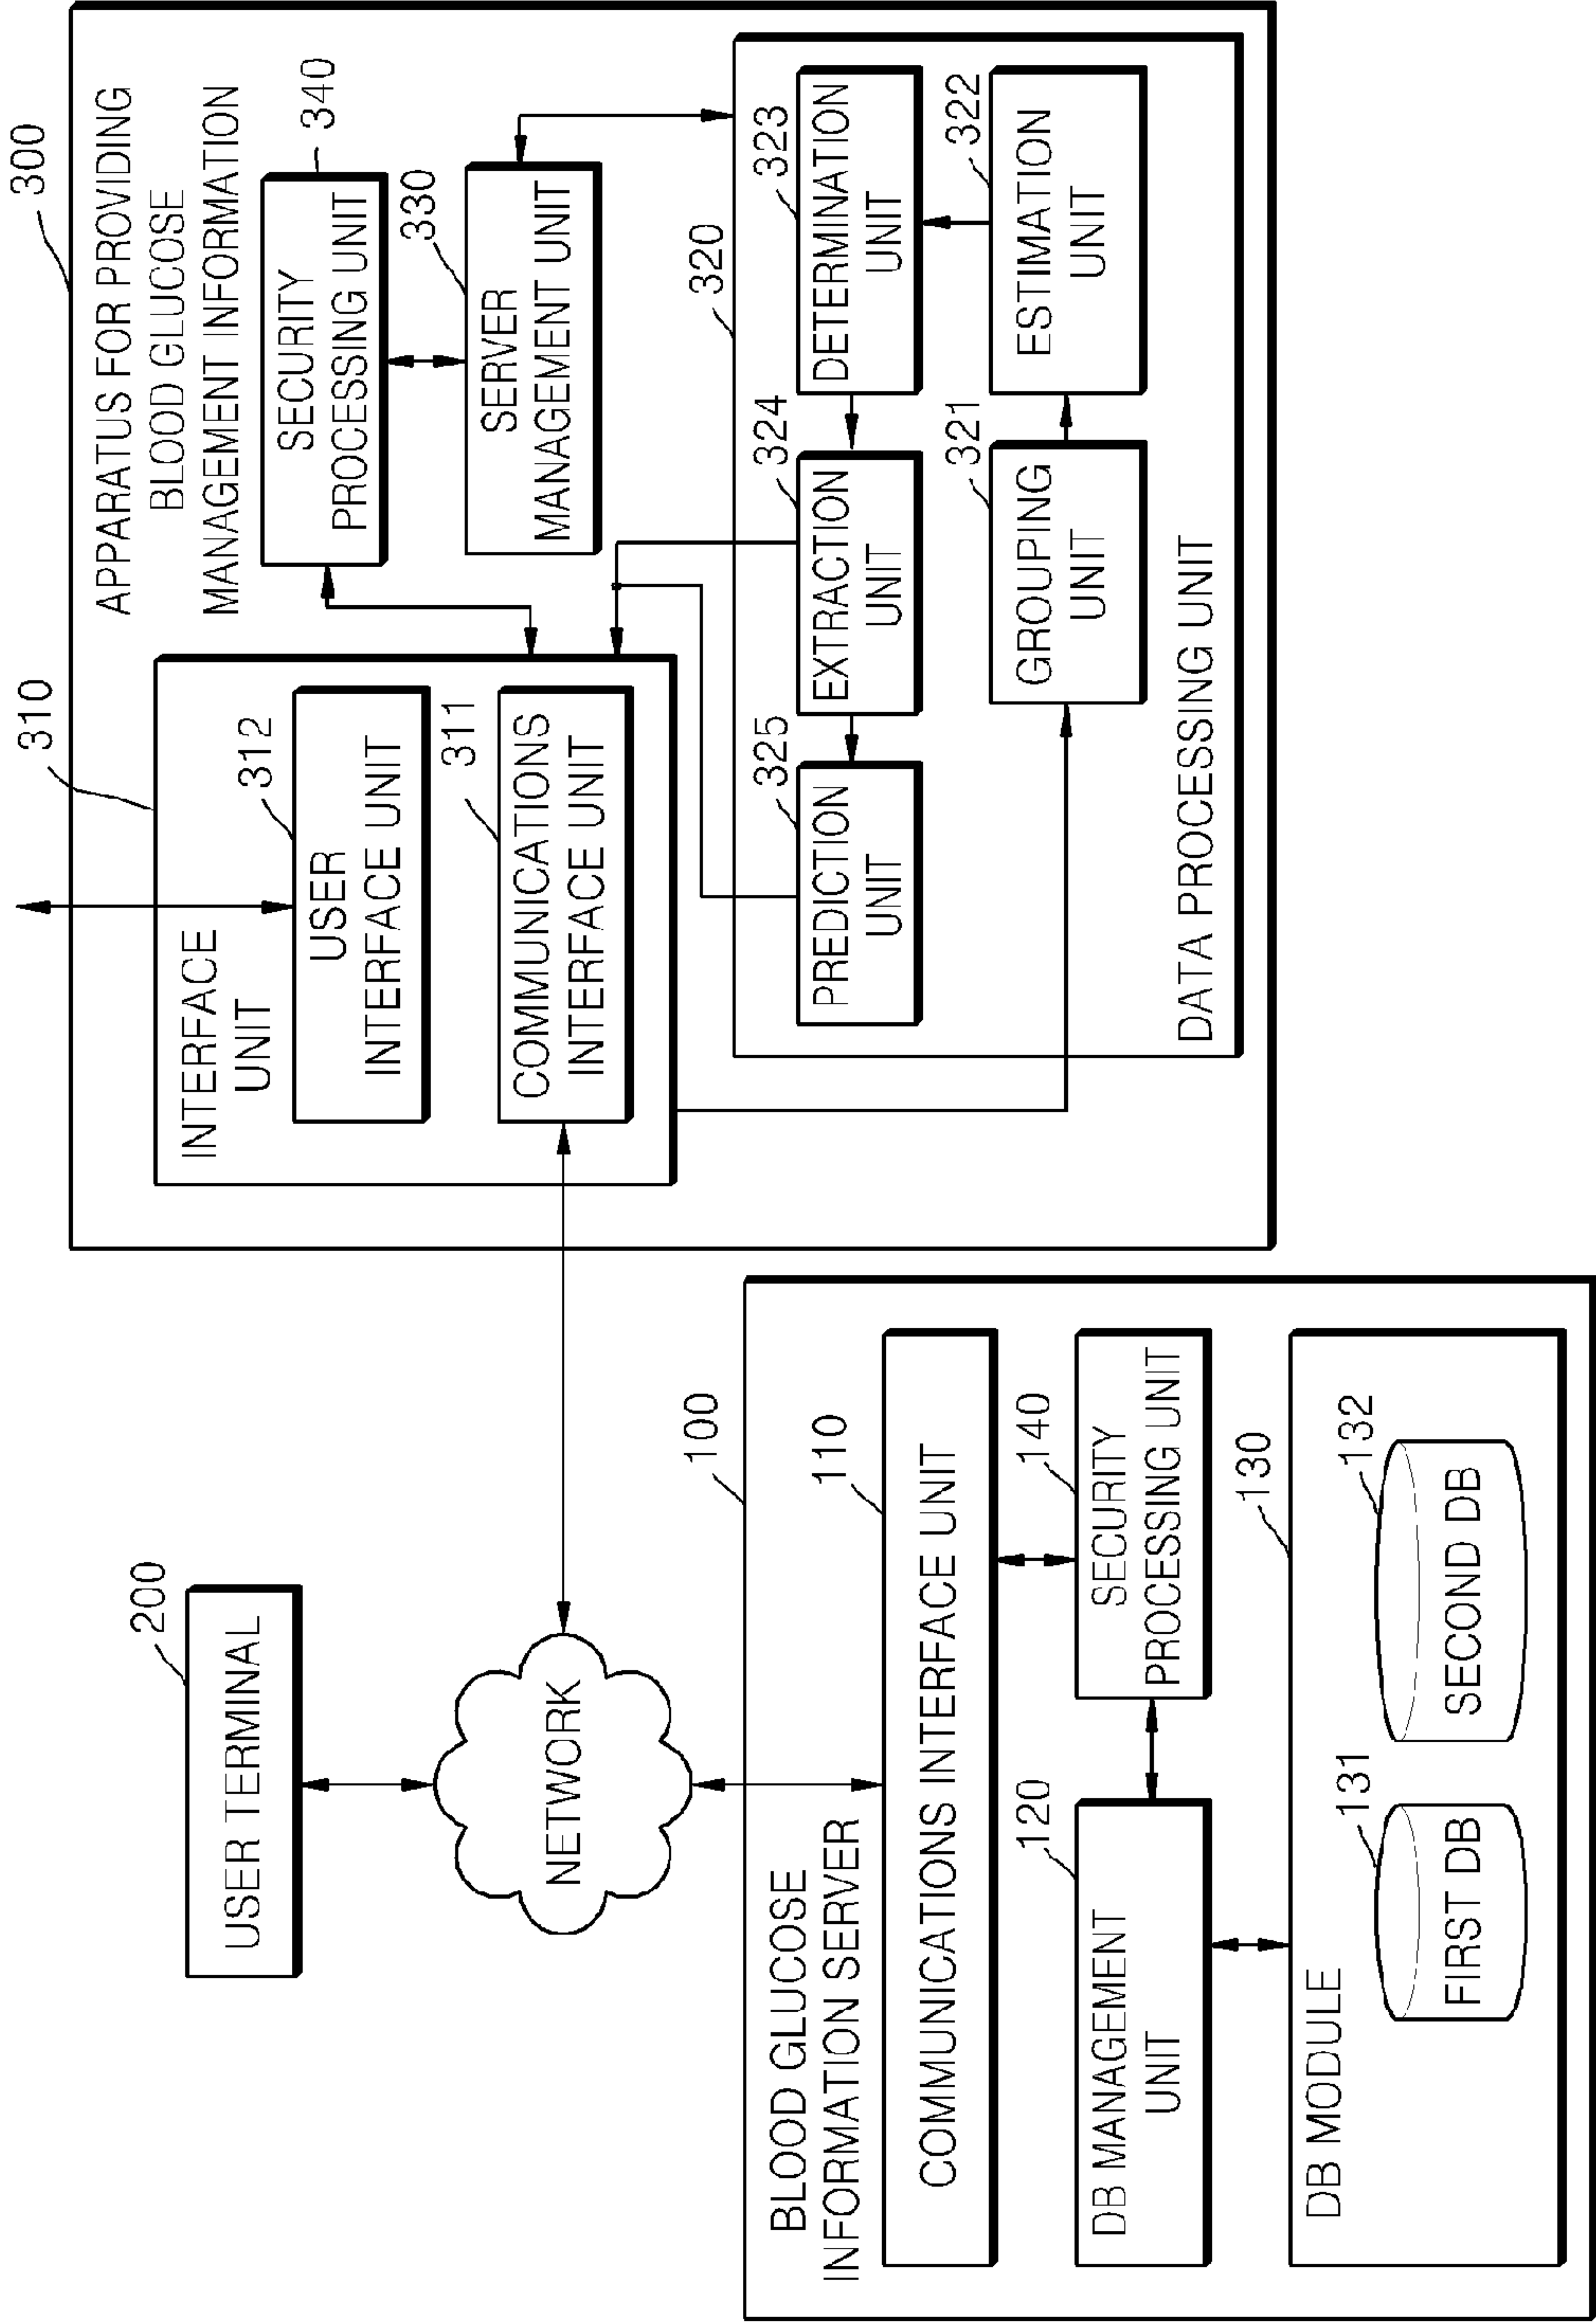 200
USER TERMINAL
NETWORK
100
BLOOD GLUCOSE
INFORMATION SERVER
110
COMMUNICATIONS INTERFACE UNIT
120
DB MANAGEMENT
UNIT
140
SECURITY
PROCESSING UNIT
130
DB MODULE
131
FIRST DB
132
SECOND DB
300
APPARATUS FOR PROVIDING
BLOOD GLUCOSE
MANAGEMENT INFORMATION
310
INTERFACE
UNIT
312
USER
INTERFACE UNIT
311
COMMUNICATIONS
INTERFACE UNIT
340
SECURITY
PROCESSING UNIT
330
SERVER
MANAGEMENT UNIT
320
325
PREDICTION
UNIT
324
EXTRACTION
UNIT
323
DETERMINATION
UNIT
321
GROUPING
UNIT
322
ESTIMATION
UNIT
DATA PROCESSING UNIT